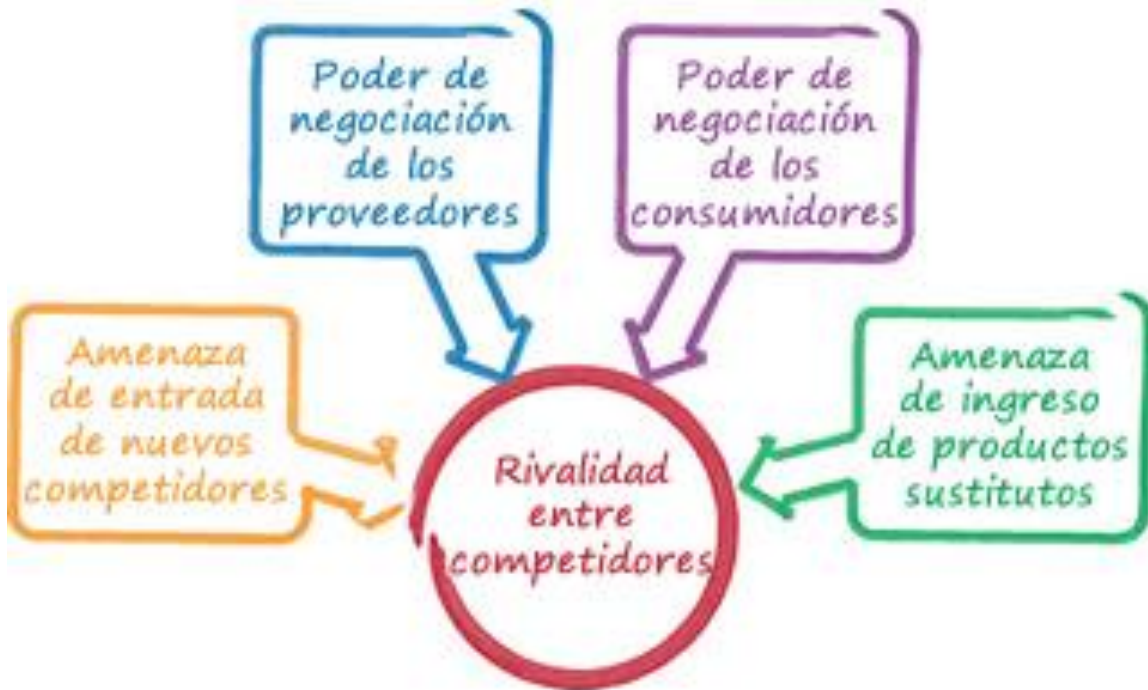 Poder de
negociación
de los
proveedores
Poder de
negociación
de los
consumidores
Amenaza
de entrada
de nuevos
competidores
Rivalidad
entre
competidores
Amenaza
de ingreso
de productos
sustitutos